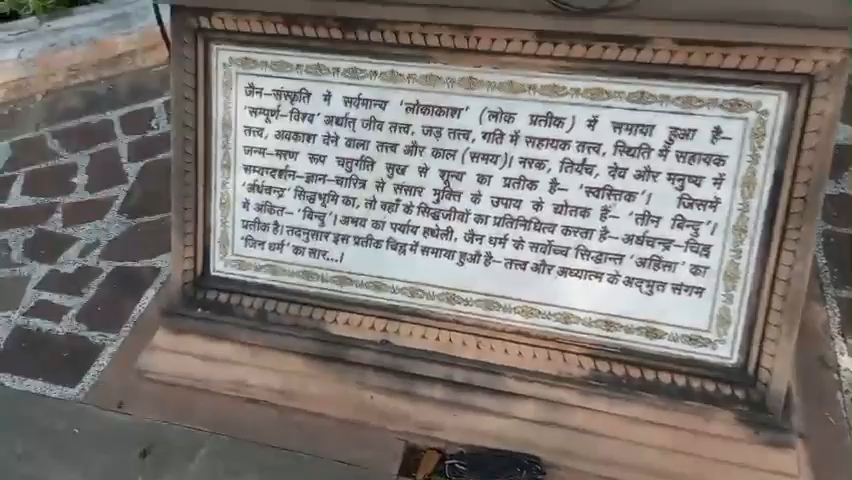 जैन-संस्कृति में सर्वमान्य 'लोकाकाश' (लोक प्रतीक) में समाया हुआ है-
'सम्पूर्ण-विश्व' अर्थात् जीव तत्त्व, जड़ तत्त्व, गति में सहायक तत्त्व, स्थिति में सहायक
तत्त्व, अवकाश देने वाला तत्त्व और काल (समय)। नरक, तिर्यंच, देव और मनुष्य में
जन्म-मरण रूप चतुर्गति सुख से शून्य का प्रतीक है- 'स्वस्तिक'। जिसमें
सम्यग्दर्शन-ज्ञान-चारित्र से संसार मुक्ति के उपाय के द्योतक हैं- 'तीन बिन्दु'।
'अर्धचन्द्र' सिद्धभूमि का, तो वहाँ के सिद्धजीवों का प्रतिनिधित्व करता है-अर्धचन्द्र-चिह्न
में अंकित- 'बिन्दु'। अभय का पर्याय हथेली, जैन धर्म के सर्वोच्च सिद्धान्त 'अहिंसा' का
प्रतीक है। तदनुसार इस प्रतीक चिह्न में समाया हुआ है-तत्त्व और अध्यात्म के अद्‌भुत संगम
'जिन धर्म' का सार...।